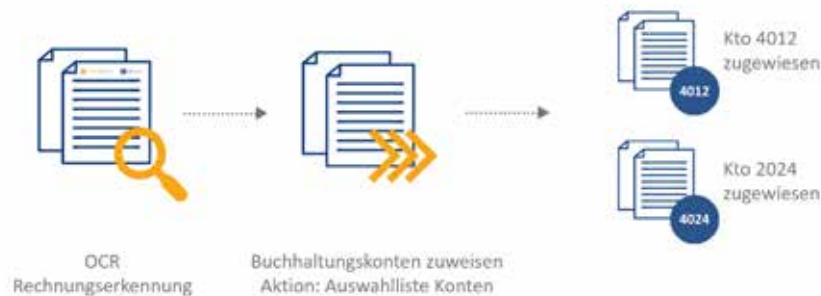 OCR
Rechnungserkennung
Buchhaltungskonten zuweisen
Aktion: Auswahlliste Konten
Kto 4012
zugewiesen
4012
Kto 2024
zugewiesen
4024